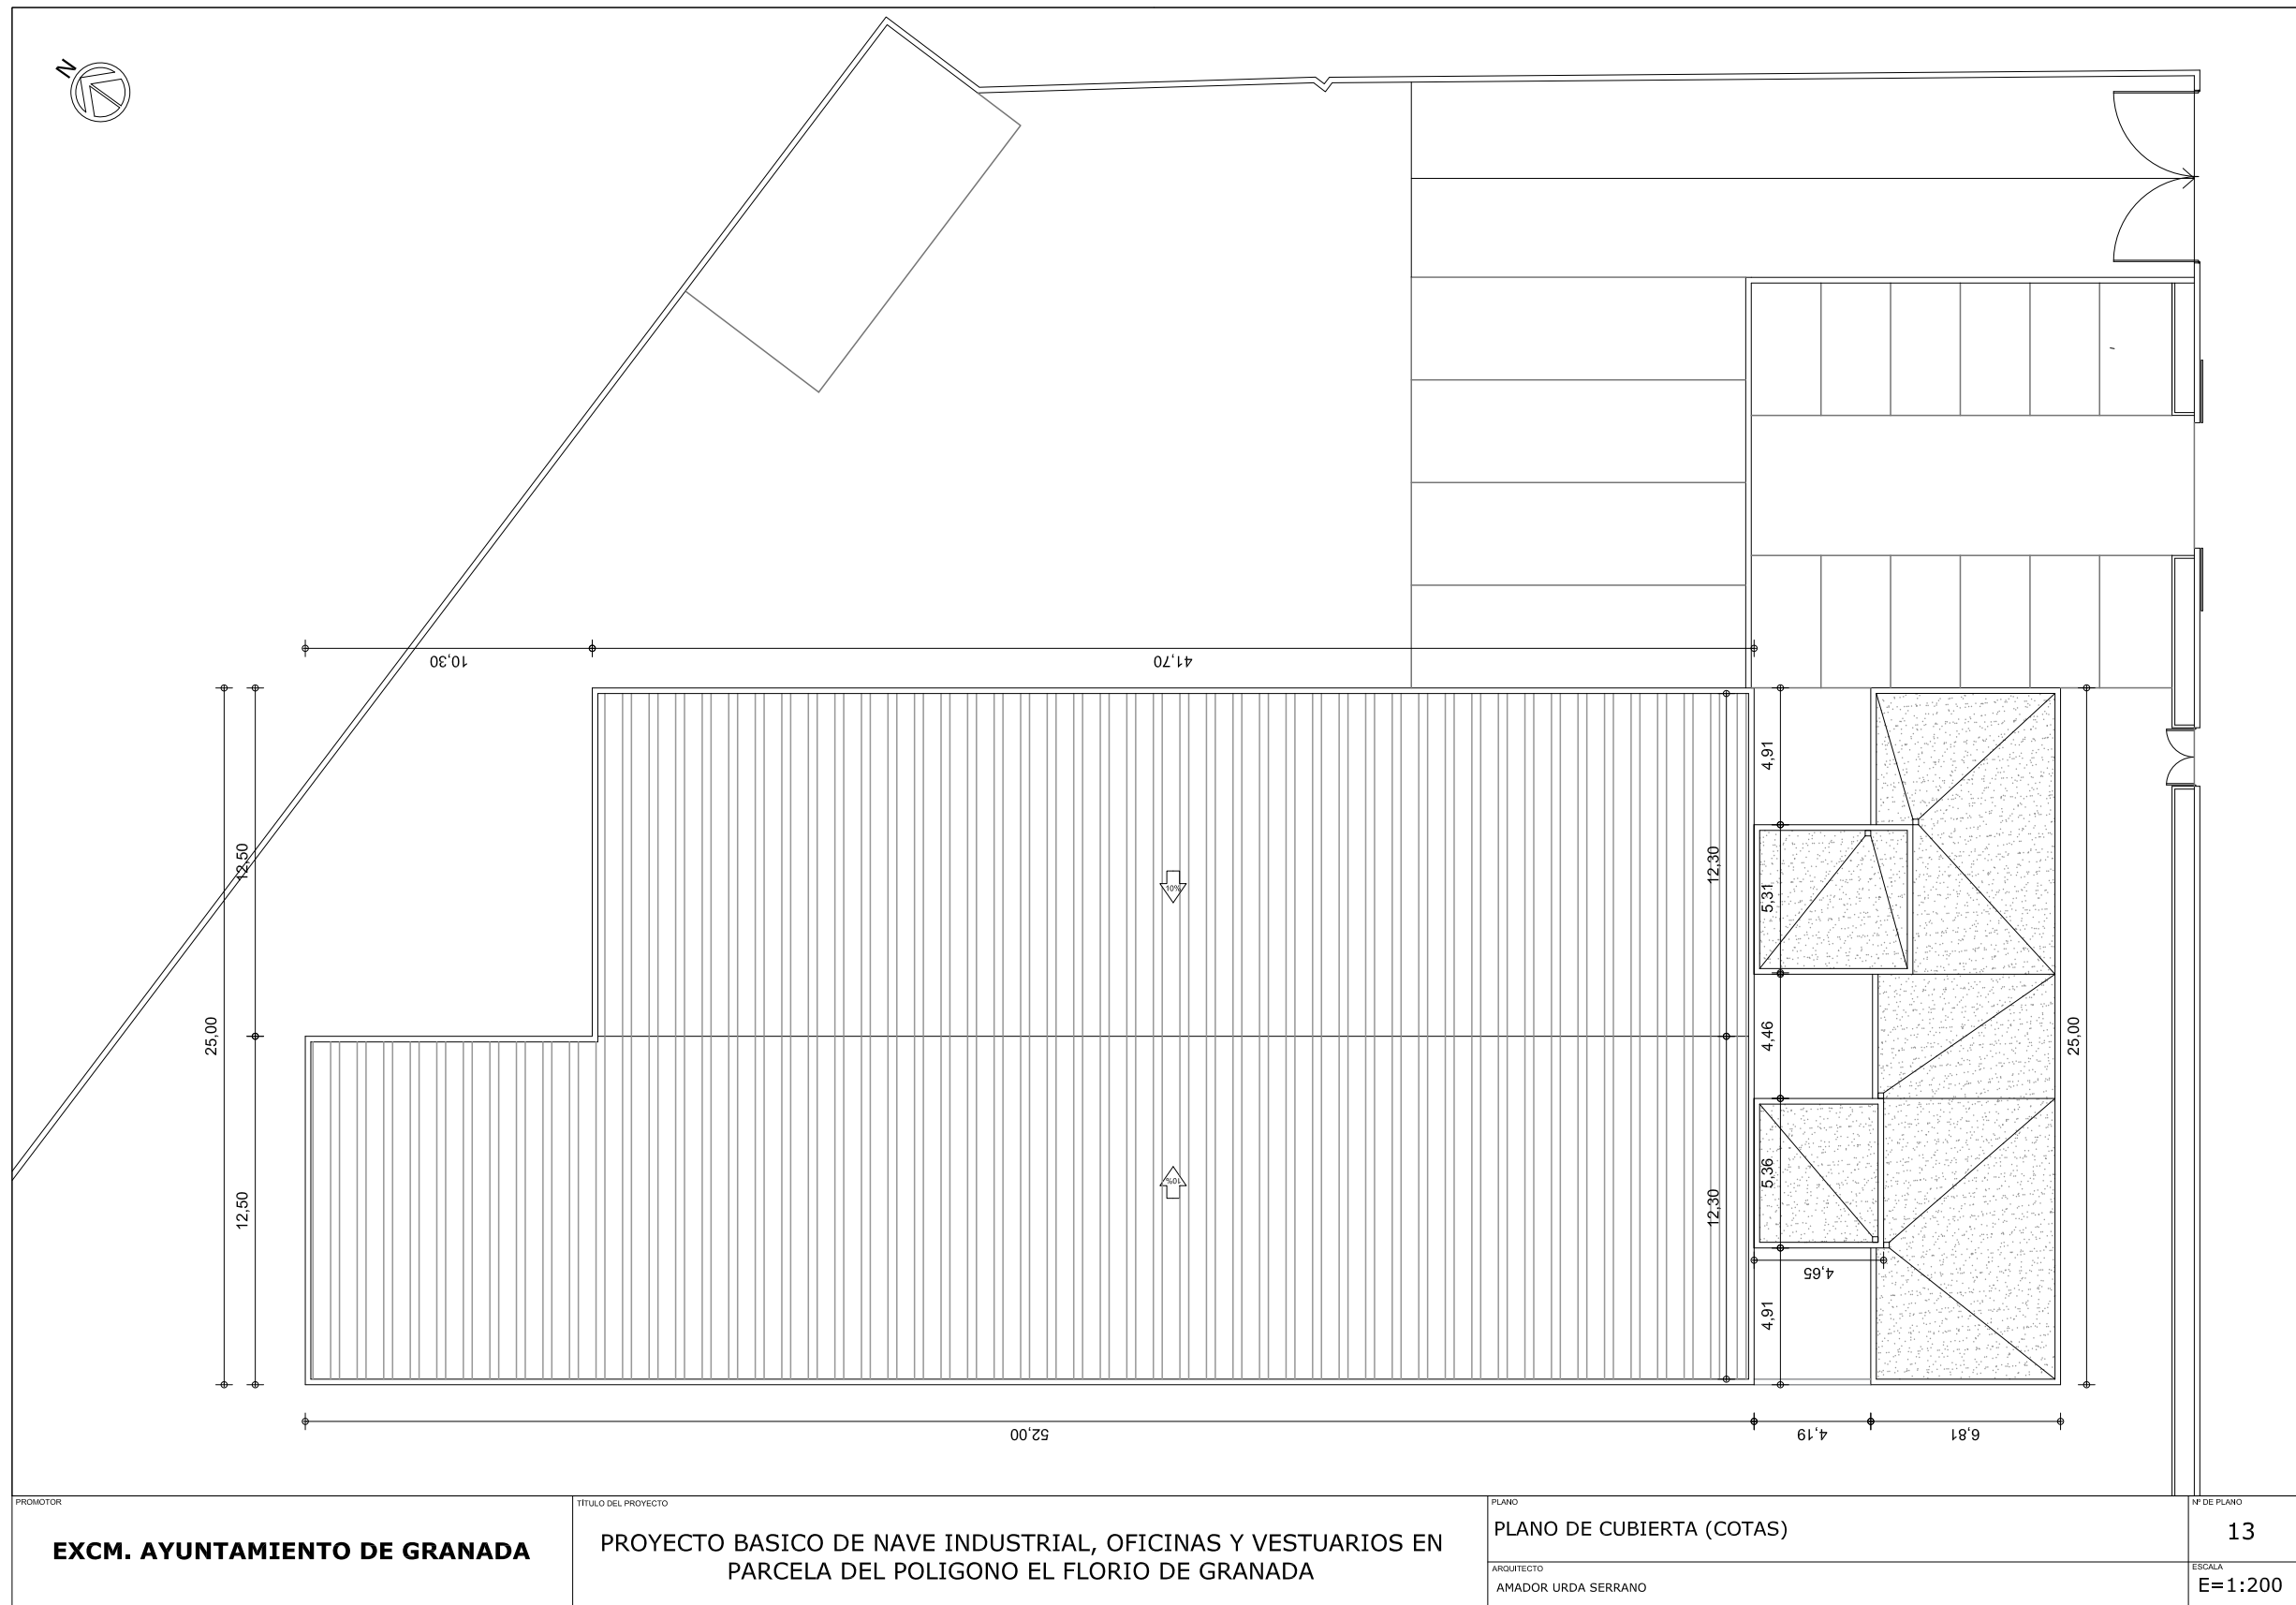 N
10,30
41,70
4,91
12,50
12,30
5,31
10%
25,00
4,46
25,00
12,50
10%
12,30
5,36
4,65
4,91
52,00
4,19
6,81
PROMOTOR
EXCM. AYUNTAMIENTO DE GRANADA
TÍTULO DEL PROYECTO
PROYECTO BASICO DE NAVE INDUSTRIAL, OFICINAS Y VESTUARIOS EN
PARCELA DEL POLIGONO EL FLORIO DE GRANADA
PLANO
PLANO DE CUBIERTA (COTAS)
ARQUITECTO
AMADOR URDA SERRANO
Nº DE PLANO
13
ESCALA
E=1:200